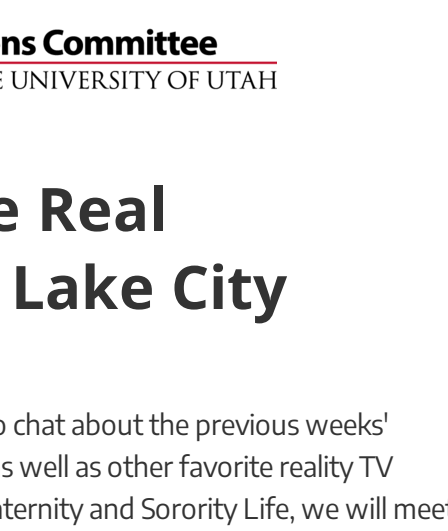 ns Committee
E UNIVERSITY OF UTAH
e Real
Lake City
o chat about the previous weeks'
s well as other favorite reality TV
aternity and Sorority Life, we will meet